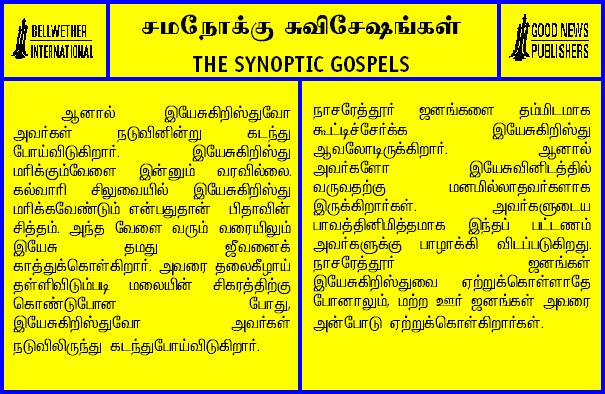 BELLWETHER
INTERNATIONAL
சமநோக்கு சுவிசேஷங்கள்
THE SYNOPTIC GOSPELS
GOOD NEWS
PUBLISHERS
ஆனால் இயேசுகிறிஸ்துவோ
அவர்கள் நடுவினின்று கடந்து
போய்விடுகிறார். இயேசுகிறிஸ்து
மரிக்கும்வேளை இன்னும் வரவில்லை.
கல்வாரி சிலுவையில் இயேசுகிறிஸ்து
மரிக்கவேண்டும் என்பதுதான் பிதாவின்
சித்தம். அந்த வேளை வரும் வரையிலும்
இயேசு தமது ஜீவனைக்
காத்துக்கொள்கிறார். அவரை தலைகீழாய்
தள்ளிவிடும்படி மலையின் சிகரத்திற்கு
கொண்டுபோன போது,
இயேசுகிறிஸ்துவோ அவர்கள்
நடுவிலிருந்து கடந்துபோய்விடுகிறார்.
நாசரேத்தூர் ஜனங்களை தம்மிடமாக
கூட்டிச்சேர்க்க இயேசுகிறிஸ்து
ஆவலோடிருக்கிறார். ஆனால்
அவர்களோ இயேசுவினிடத்தில்
வருவதற்கு மனமில்லாதவர்களாக
இருக்கிறார்கள். அவர்களுடைய
பாவத்தினிமித்தமாக இந்தப் பட்டணம்
அவர்களுக்கு பாழாக்கி விடப்படுகிறது.
நாசரேத்தூர் ஜனங்கள்
இயேசுகிறிஸ்துவை ஏற்றுக்கொள்ளாதே
போனாலும், மற்ற ஊர் ஜனங்கள் அவரை
அன்போடு ஏற்றுக்கொள்கிறார்கள்.